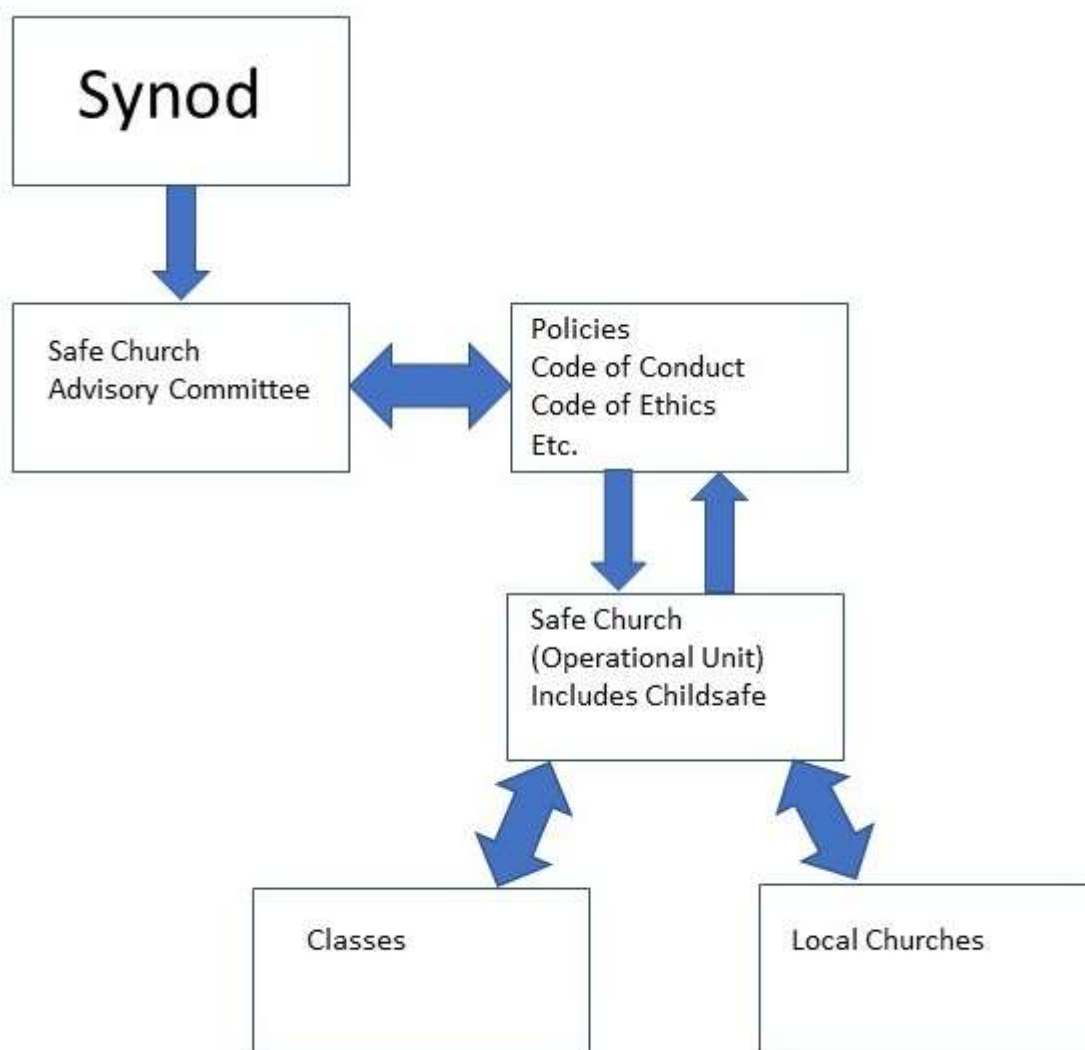 Synod
Safe Church
Advisory Committee
Policies
Code of Conduct
Code of Ethics
Etc.
Safe Church
(Operational Unit)
Includes Childsafe
Classes
Local Churches